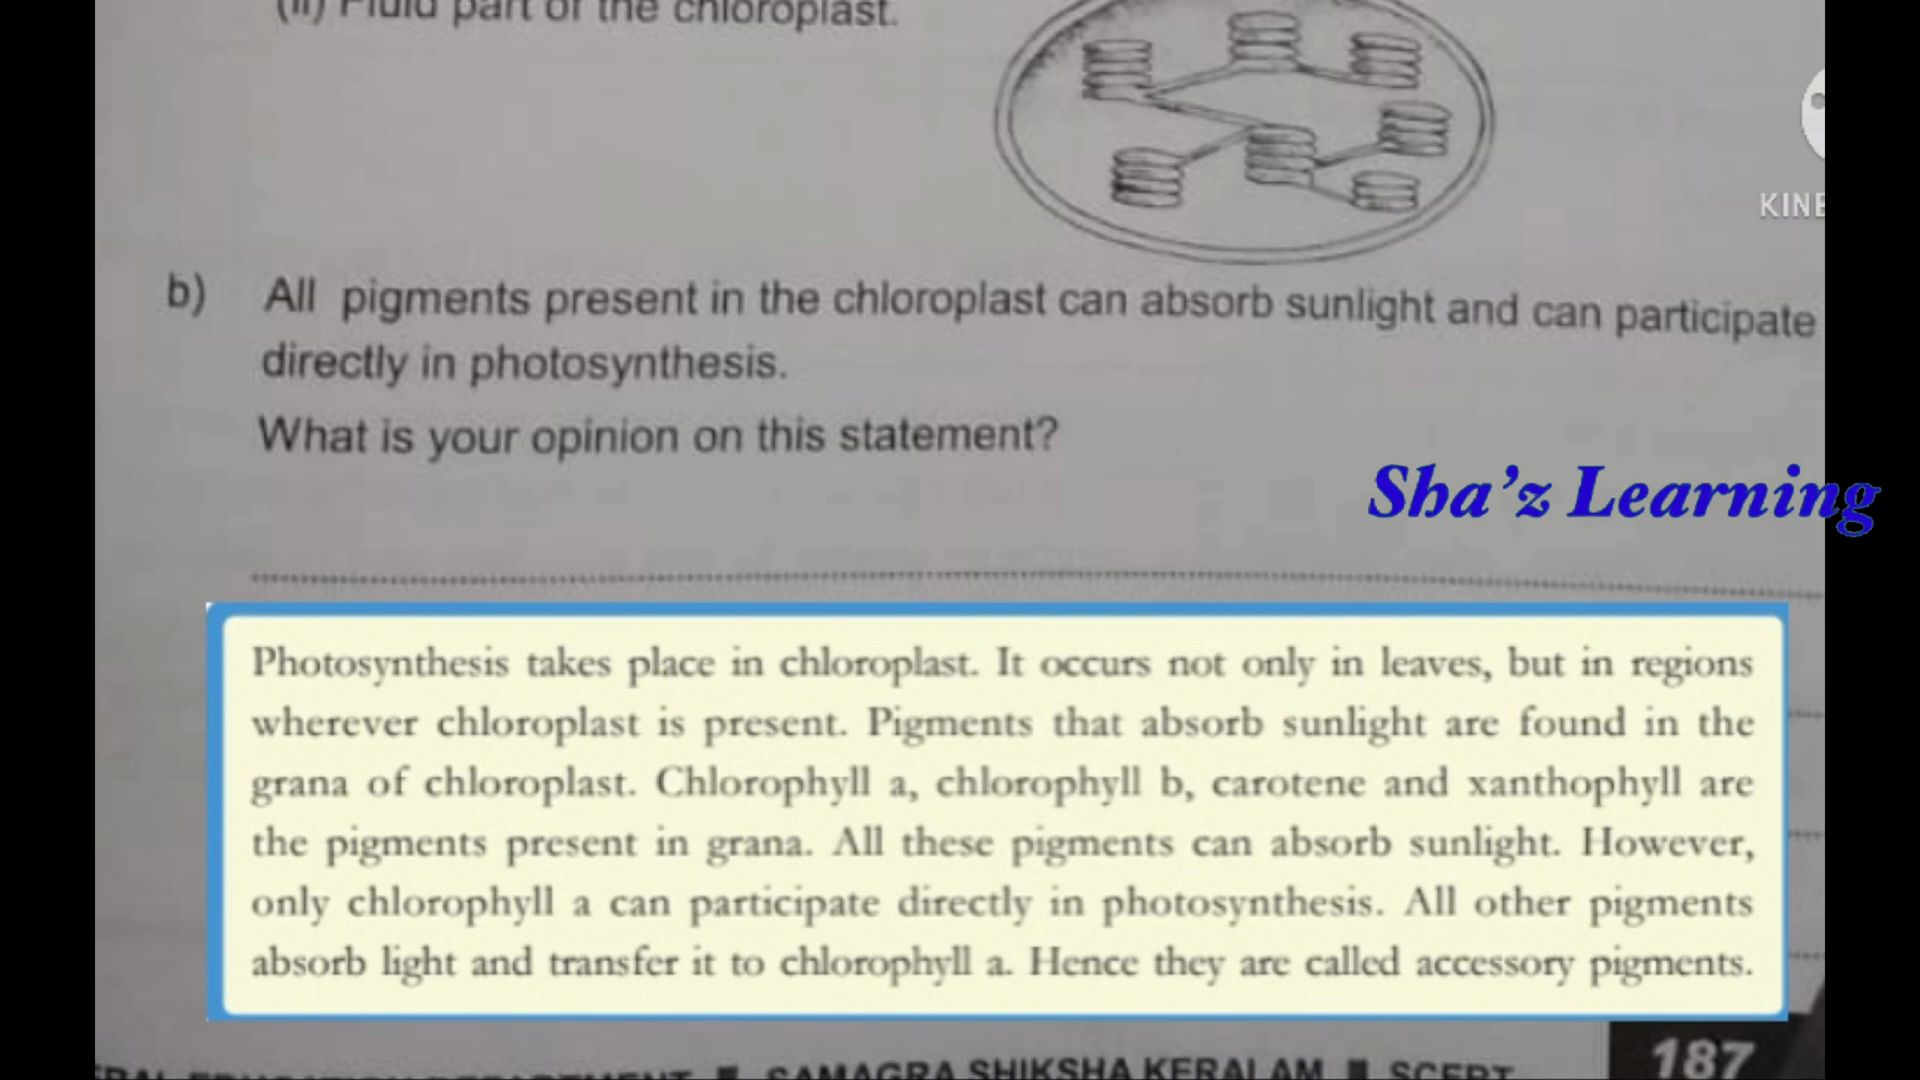 (ii) Fluid part of the chloroplast.
KINE
b) All pigments present in the chloroplast can absorb sunlight and can participate
directly in photosynthesis.
What is your opinion on this statement?
Sha'z Learning
Photosynthesis takes place in chloroplast. It occurs not only in leaves, but in regions
wherever chloroplast is present. Pigments that absorb sunlight are found in the
grana of chloroplast. Chlorophyll a, chlorophyll b, carotene and xanthophyll are
the pigments present in grana. All these pigments can absorb sunlight. However,
only chlorophyll a can participate directly in photosynthesis. All other pigments
absorb light and transfer it to chlorophyll a. Hence they are called accessory pigments.
EDUCATION DEPARTMENT SAMAGRA SHIKSHA KERALAM SCERT
187